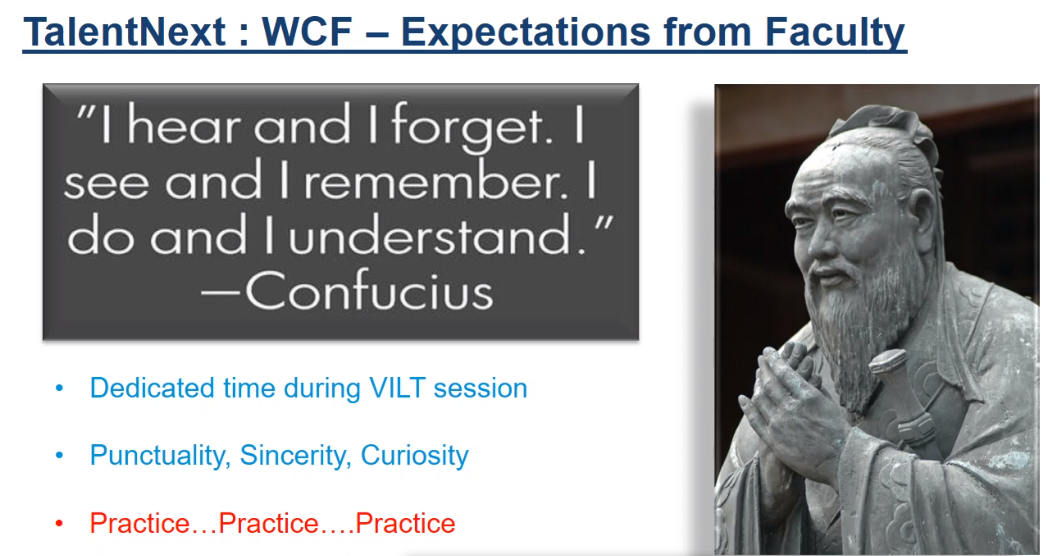 TalentNext : WCF – Expectations from Faculty
"I hear and I forget. I
see and I remember. I
do and I understand."
—Confucius
• Dedicated time during VILT session
• Punctuality, Sincerity, Curiosity
• Practice…Practice….Practice